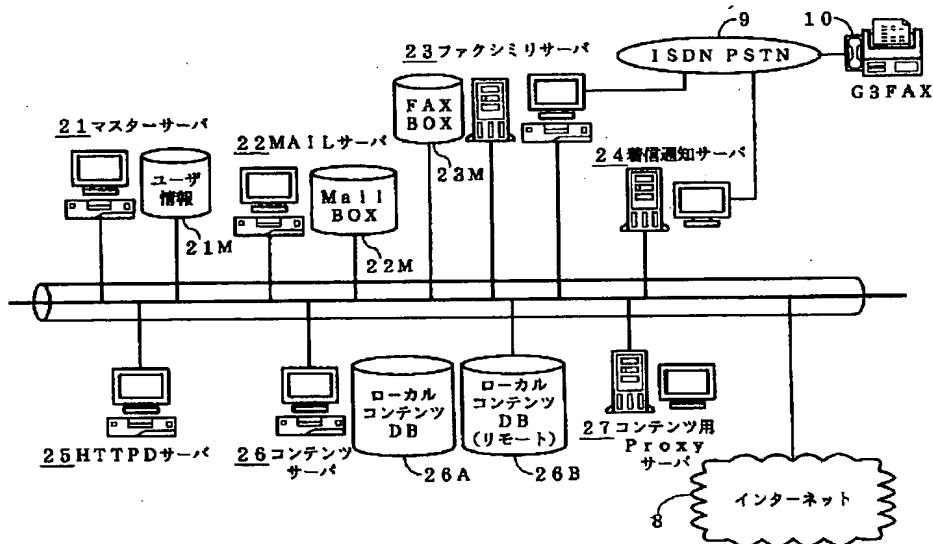 9
10
ISDN PSTN
G3FAX
23ファクシミリサーバ
FAX
BOX
23M
21マスターサーバ
ユーザ
情報
21M
22MAILサーバ
Mail
BOX
22M
24着信通知サーバ
25HTTPDサーバ
26コンテンツ
サーバ
ローカル
コンテンツ
DB
26A
ローカル
コンテンツ
DB
(リモート)
26B
27コンテンツ用
Proxy
サーバ
インターネット
8